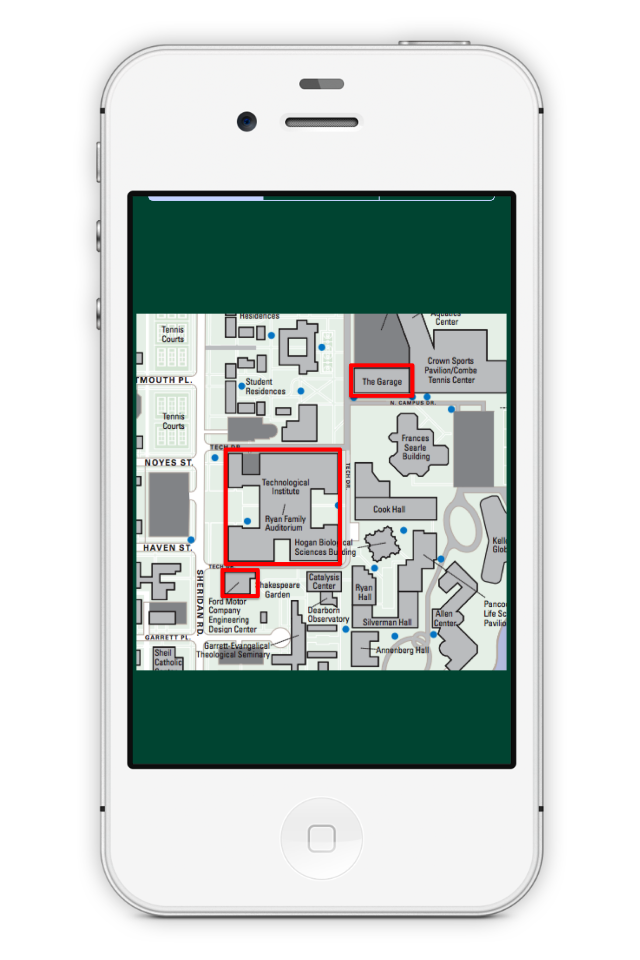 Residences
Aquatics
Center
Tennis
Courts
Crown Sports
Pavilion/Combe
Tennis Center
TMOUTH PL.
Student
Residences
The Garage
N. CAMPUS DR.
Tennis
Courts
Frances
Searle
Building
TECH DR.
NOYES ST.
TECH DR.
Technological
Institute
Cook Hall
Ryan Family
Auditorium
HAVEN ST.
Hogan Biological
Sciences Building
Kell
Glob
TECH DR.
SHERIDAN RD.
Shakespeare
Garden
Catalysis
Center
Ryan
Hall
Ford Motor
Company
Engineering
Design Center
Dearborn
Observatory
Silverman Hall
Allen
Center
Panco
Life Sc
Pavilio
GARRETT PL.
Garrett-Evangelical
Theological Seminary
Annenberg Hall
Sheil
Catholic